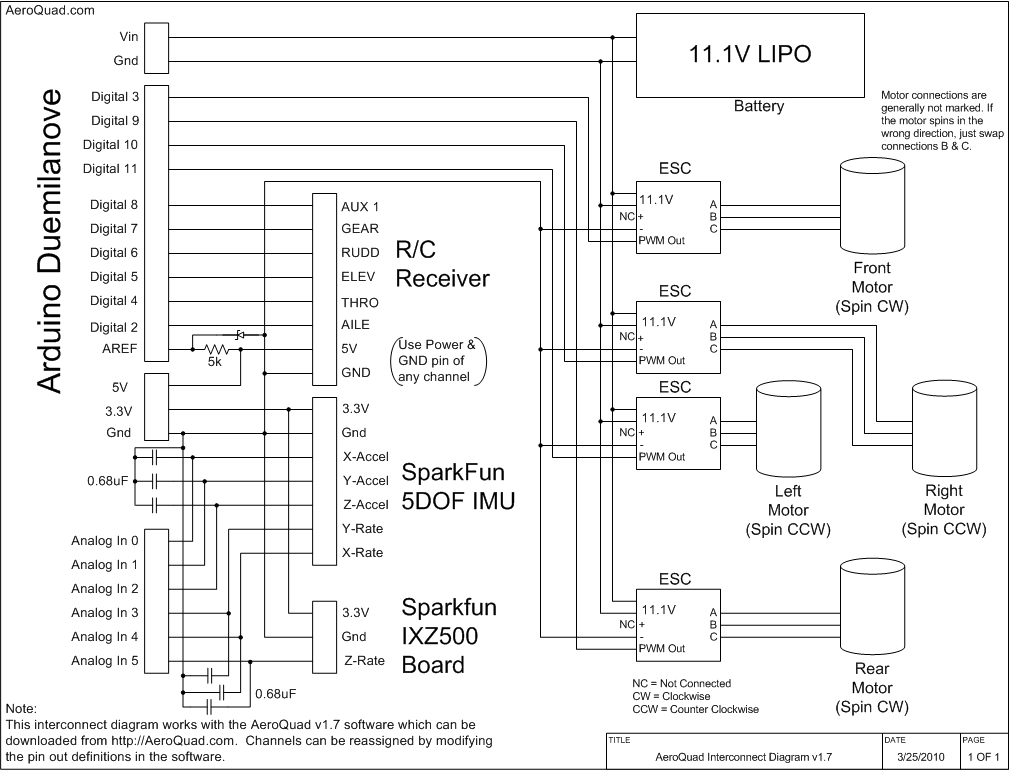 AeroQuad.com
Vin
Gnd
11.1V LIPO
Battery
Motor connections are
generally not marked. If
the motor spins in the
wrong direction, just swap
connections B & C.
Arduino Duemilanove
Digital 3
Digital 9
Digital 10
Digital 11
Digital 8
Digital 7
Digital 6
Digital 5
Digital 4
Digital 2
AREF
5k
5V
3.3V
Gnd
0.68uF
Analog In 0
Analog In 1
Analog In 2
Analog In 3
Analog In 4
Analog In 5
0.68uF
AUX 1
GEAR
RUDD
ELEV
THRO
AILE
5V
GND
R/C
Receiver
(Use Power &
GND pin of
any channel)
3.3V
Gnd
X-Accel
Y-Accel
Z-Accel
Y-Rate
X-Rate
SparkFun
5DOF IMU
3.3V
Gnd
Z-Rate
Sparkfun
IXZ500
Board
ESC
11.1V
NC +
-
PWM Out
A
B
C
Front
Motor
(Spin CW)
ESC
11.1V
NC +
-
PWM Out
A
B
C
ESC
11.1V
NC +
-
PWM Out
A
B
C
Left
Motor
(Spin CCW)
Right
Motor
(Spin CCW)
ESC
11.1V
NC +
-
PWM Out
A
B
C
Rear
Motor
(Spin CW)
NC = Not Connected
CW = Clockwise
CCW = Counter Clockwise
Note:
This interconnect diagram works with the AeroQuad v1.7 software which can be
downloaded from http://AeroQuad.com.  Channels can be reassigned by modifying
the pin out definitions in the software.
TITLE
AeroQuad Interconnect Diagram v1.7
DATE
3/25/2010
PAGE
1 OF 1